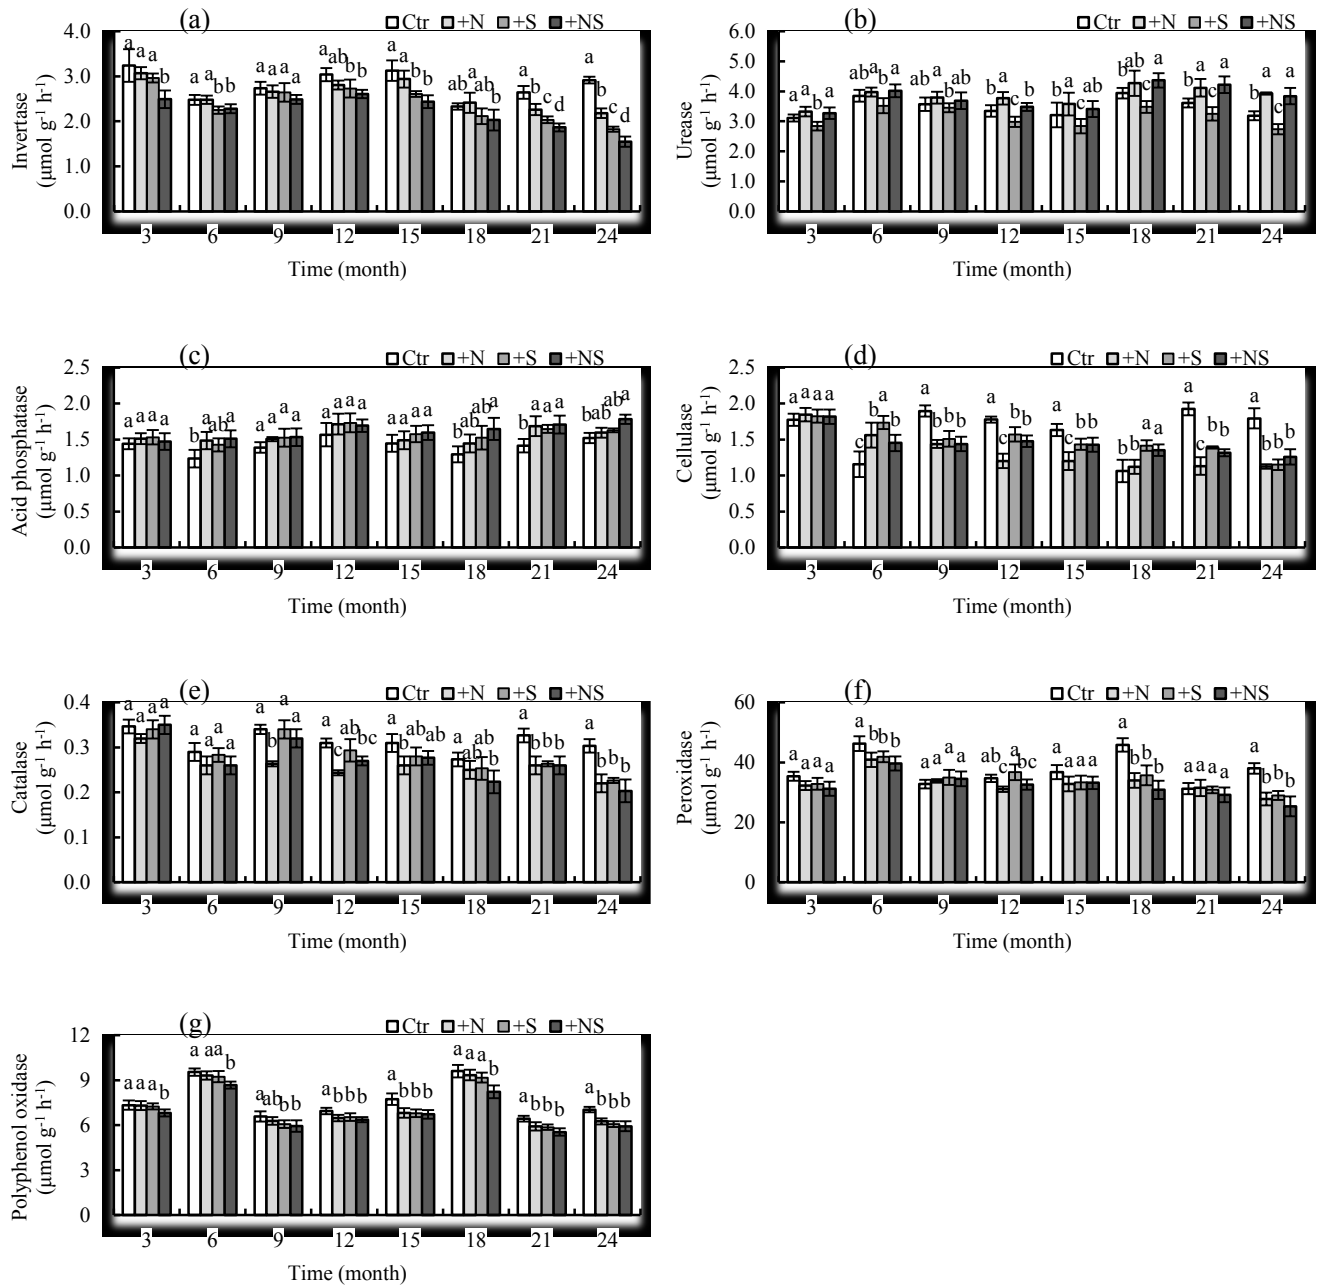 (a)
Ctr +N +S +NS
Invertase
(μmol g⁻¹ h⁻¹)
4.0
3.0
2.0
1.0
0.0
a a a b
a a b b
a a a a
a ab b b
a a b b
ab a ab b
a b c d
a b c d
3 6 9 12 15 18 21 24
Time (month)
(b)
Ctr +N +S +NS
Urease
(μmol g⁻¹ h⁻¹)
6.0
5.0
4.0
3.0
2.0
1.0
0.0
a a b a
ab a b a
ab a b ab
b a c b
b a c ab
b ab c a
b a c a
b a c a
3 6 9 12 15 18 21 24
Time (month)
(c)
Ctr +N +S +NS
Acid phosphatase
(μmol g⁻¹ h⁻¹)
2.5
2.0
1.5
1.0
0.5
0.0
a a a a
b a ab a
a a a a
a a a a
a a a a
b ab ab a
b a a a
b ab ab a
3 6 9 12 15 18 21 24
Time (month)
(d)
Ctr +N +S +NS
Cellulase
(μmol g⁻¹ h⁻¹)
2.5
2.0
1.5
1.0
0.5
0.0
a a a a
c b a b
a b b b
a c b b
a c b b
b b a a
a c b b
a b b b
3 6 9 12 15 18 21 24
Time (month)
(e)
Ctr +N +S +NS
Catalase
(μmol g⁻¹ h⁻¹)
0.4
0.3
0.2
0.1
0.0
a a a a
a a a a
a b a a
a c ab bc
a b ab ab
a ab ab b
a b b b
a b b b
3 6 9 12 15 18 21 24
Time (month)
(f)
Ctr +N +S +NS
Peroxidase
(μmol g⁻¹ h⁻¹)
60
40
20
0
a a a a
a b b b
a a a a
ab c a bc
a a a a
a b b b
a a a a
a b b b
3 6 9 12 15 18 21 24
Time (month)
(g)
Ctr +N +S +NS
Polyphenol oxidase
(μmol g⁻¹ h⁻¹)
12
9
6
3
0
a a a b
a a a b
a ab b b
a b b b
a b b b
a a a b
a b b b
a b b b
3 6 9 12 15 18 21 24
Time (month)